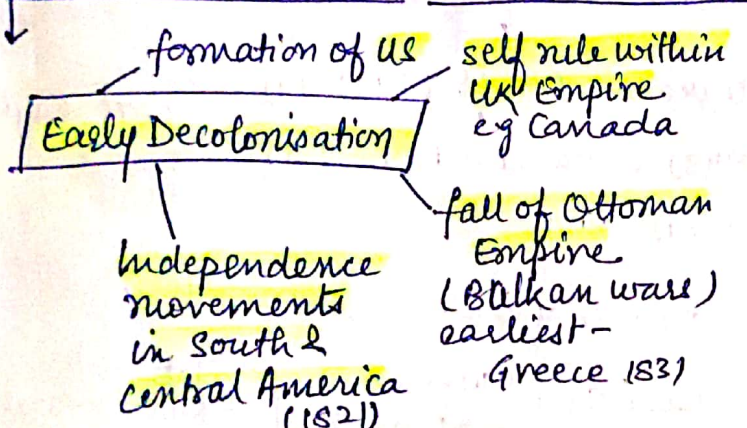 formation of US
self rule within
UK Empire
eg Canada
Early Decolonisation
Independence
movements
in South &
Central America
(1821)
fall of Ottoman
Empire
(Balkan wars)
earliest -
Greece 1831